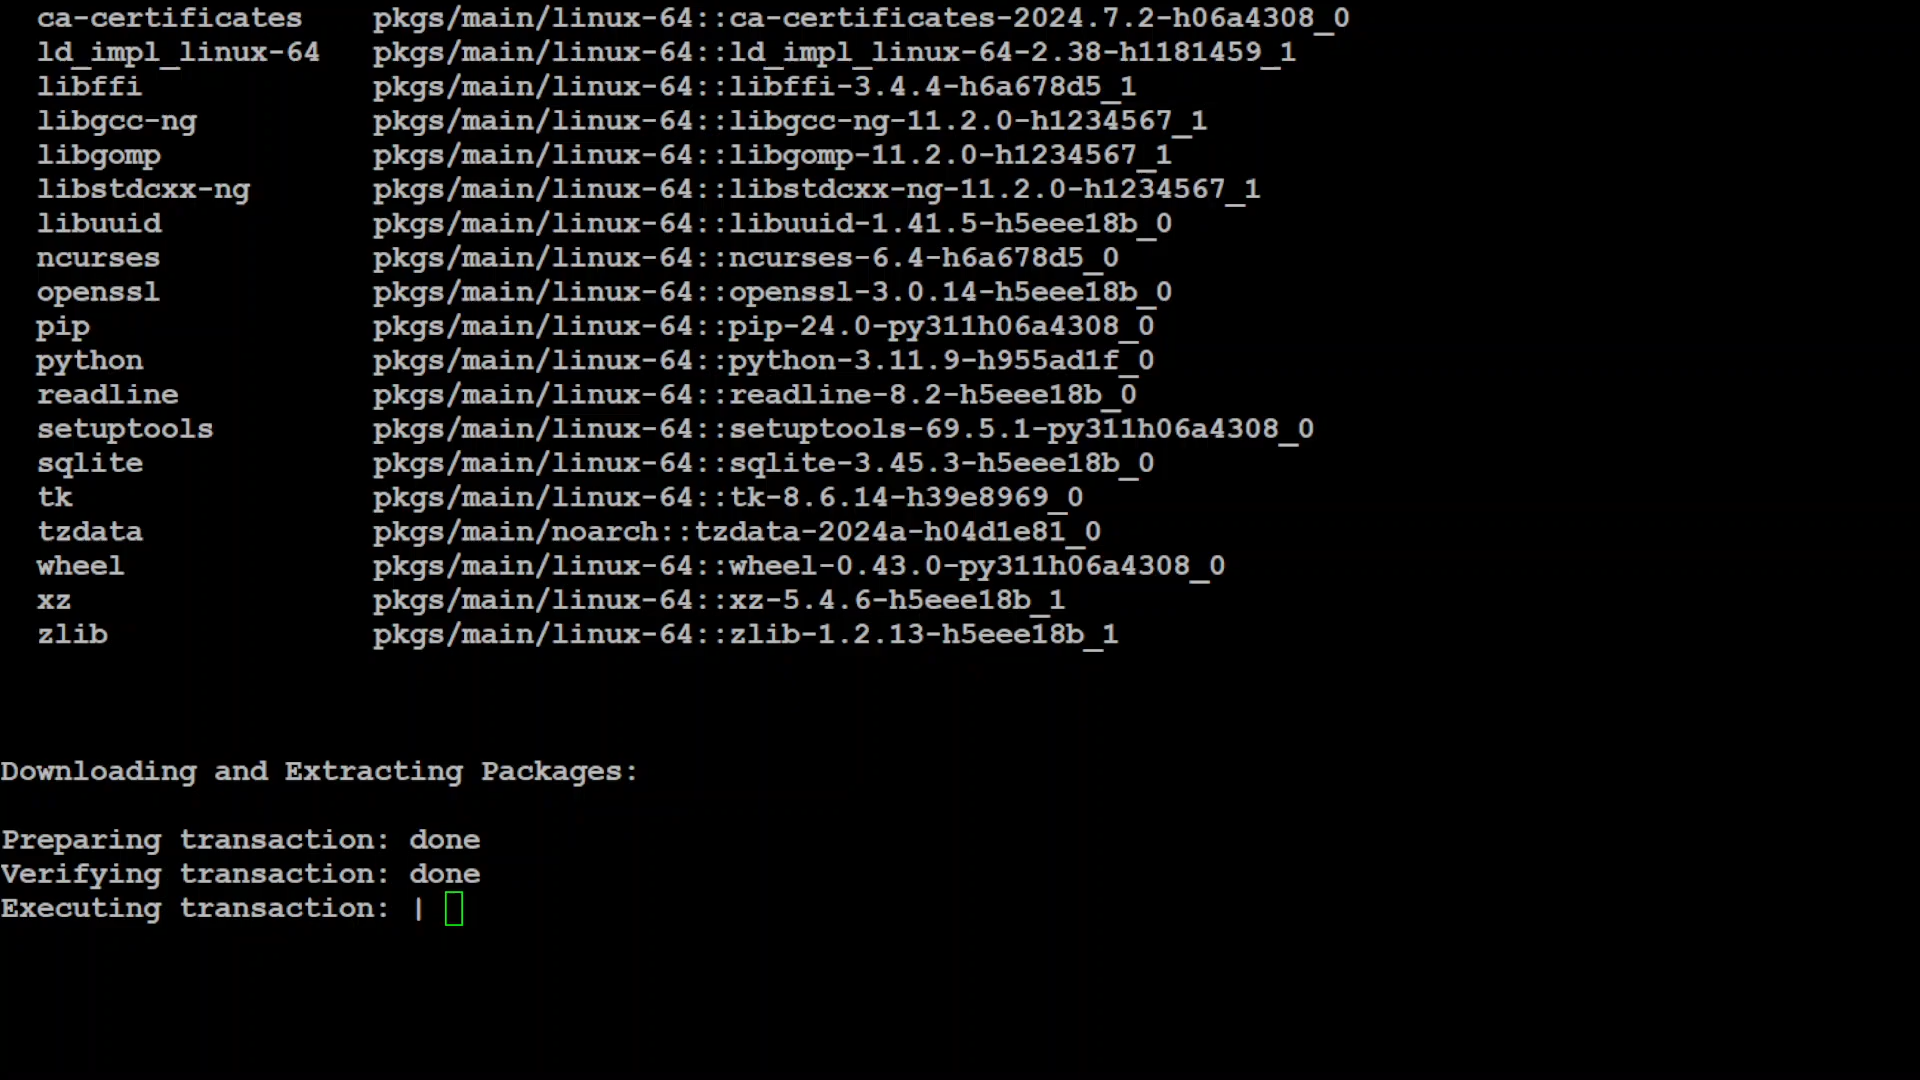 ca-certificates pkgs/main/linux-64::ca-certificates-2024.7.2-h06a4308_0
ld_impl_linux-64 pkgs/main/linux-64::ld_impl_linux-64-2.38-h1181459_1
libffi pkgs/main/linux-64::libffi-3.4.4-h6a678d5_1
libgcc-ng pkgs/main/linux-64::libgcc-ng-11.2.0-h1234567_1
libgomp pkgs/main/linux-64::libgomp-11.2.0-h1234567_1
libstdcxx-ng pkgs/main/linux-64::libstdcxx-ng-11.2.0-h1234567_1
libuuid pkgs/main/linux-64::libuuid-1.41.5-h5eee18b_0
ncurses pkgs/main/linux-64::ncurses-6.4-h6a678d5_0
openssl pkgs/main/linux-64::openssl-3.0.14-h5eee18b_0
pip pkgs/main/linux-64::pip-24.0-py311h06a4308_0
python pkgs/main/linux-64::python-3.11.9-h955ad1f_0
readline pkgs/main/linux-64::readline-8.2-h5eee18b_0
setuptools pkgs/main/linux-64::setuptools-69.5.1-py311h06a4308_0
sqlite pkgs/main/linux-64::sqlite-3.45.3-h5eee18b_0
tk pkgs/main/linux-64::tk-8.6.14-h39e8969_0
tzdata pkgs/main/noarch::tzdata-2024a-h04d1e81_0
wheel pkgs/main/linux-64::wheel-0.43.0-py311h06a4308_0
xz pkgs/main/linux-64::xz-5.4.6-h5eee18b_1
zlib pkgs/main/linux-64::zlib-1.2.13-h5eee18b_1
Downloading and Extracting Packages:
Preparing transaction: done
Verifying transaction: done
Executing transaction: |